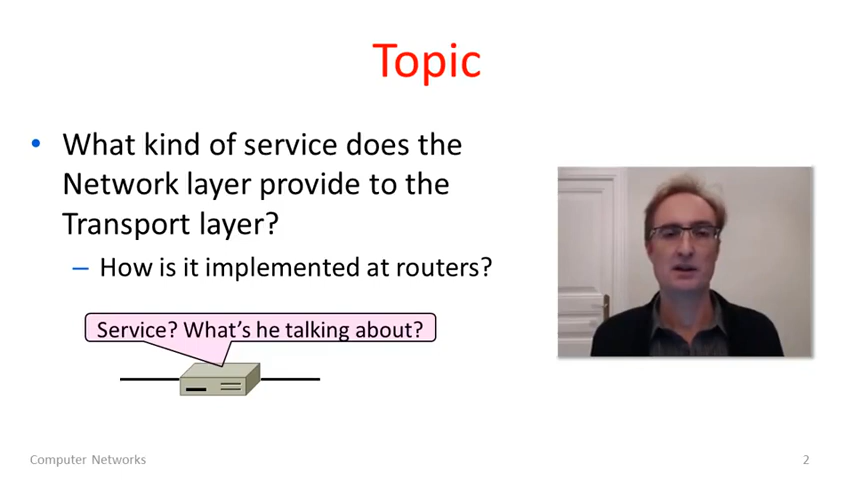 Topic
• What kind of service does the
Network layer provide to the
Transport layer?
– How is it implemented at routers?
Service? What's he talking about?
Computer Networks
2